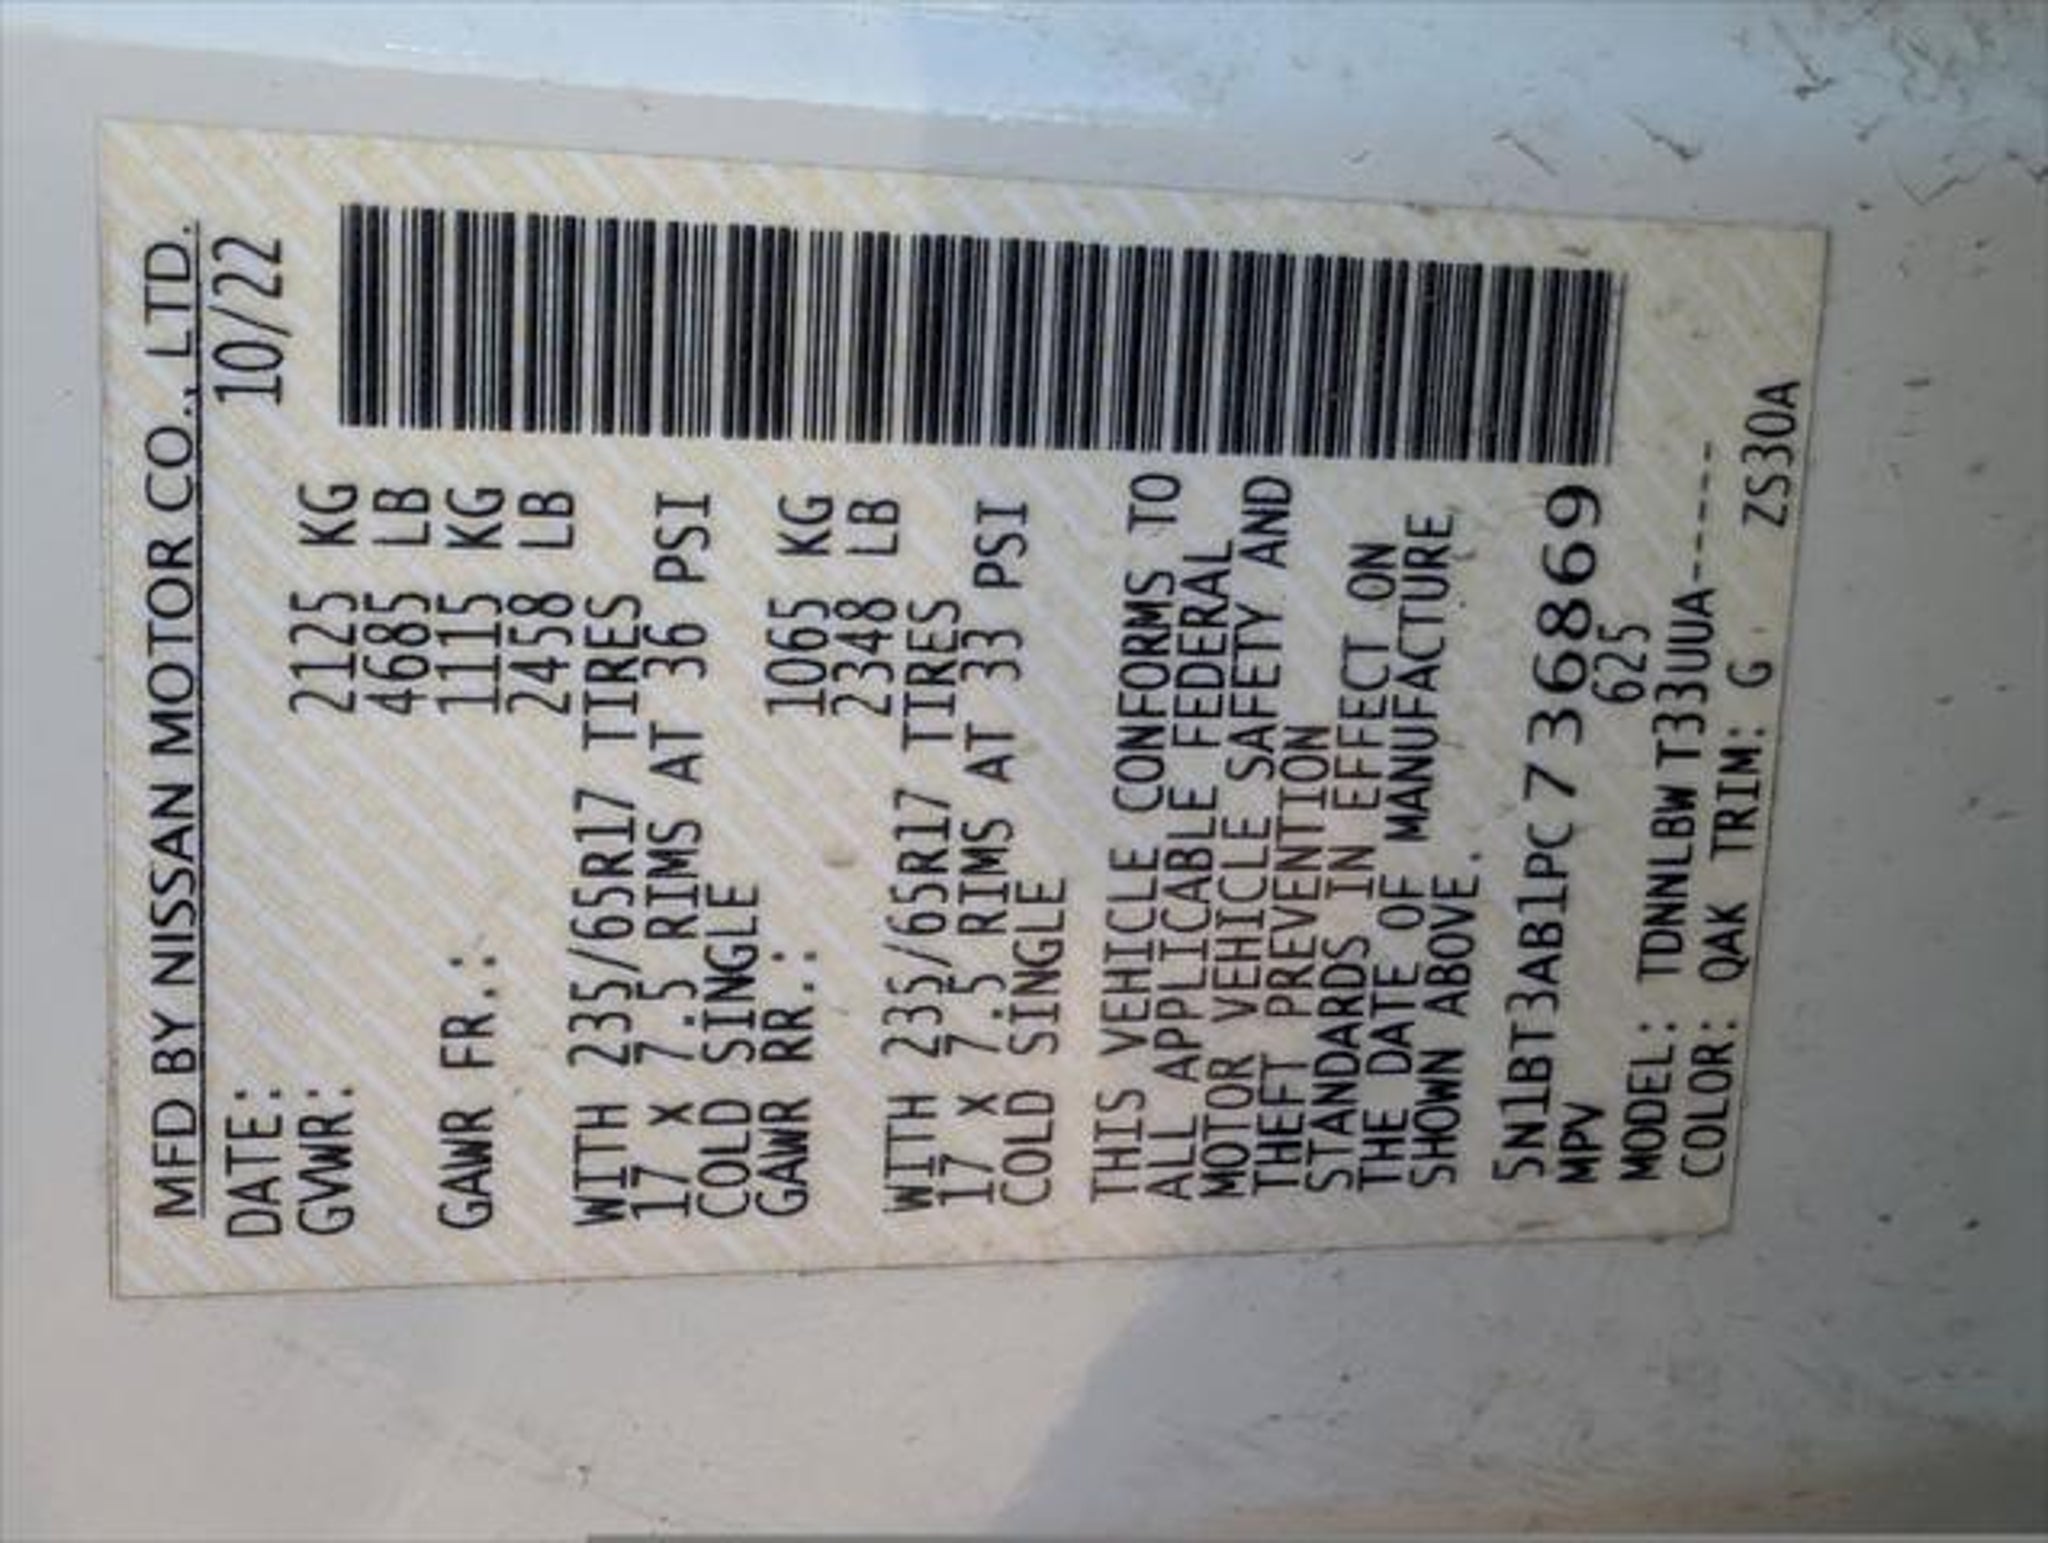 MFD BY NISSAN MOTOR CO., LTD.
DATE: 10/22
GVWR: 2125 KG
4685 LB
GAWR FR.: 1115 KG
2458 LB
WITH 235/65R17 TIRES
17 X 7.5 RIMS AT 36 PSI
COLD SINGLE
GAWR RR.: 1065 KG
2348 LB
WITH 235/65R17 TIRES
17 X 7.5 RIMS AT 33 PSI
COLD SINGLE
THIS VEHICLE CONFORMS TO
ALL APPLICABLE FEDERAL
MOTOR VEHICLE SAFETY AND
THEFT PREVENTION
STANDARDS IN EFFECT ON
THE DATE OF MANUFACTURE
SHOWN ABOVE.
5N1BT3AB1PC736869
MPV 625
MODEL: TDNNLBW T33UUA-----
COLOR: QAK TRIM: G ZS30A